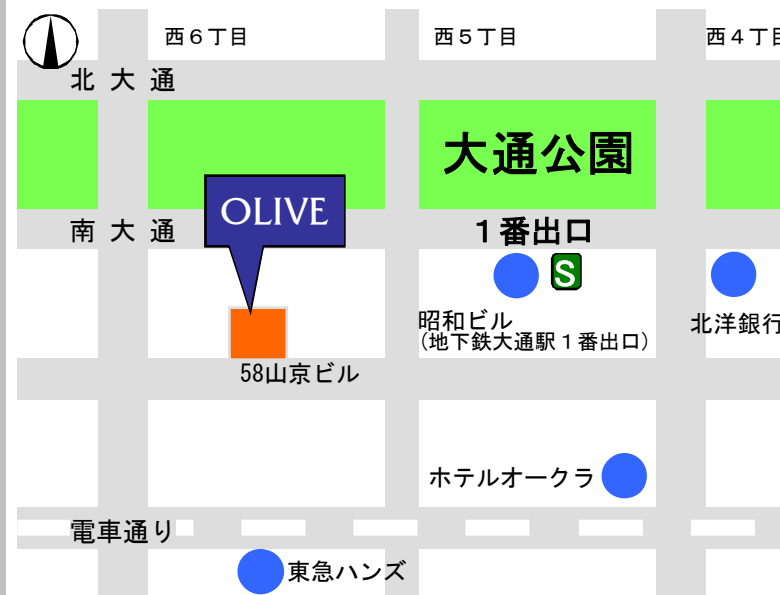 西６丁目
西５丁目
西４丁目
北大通
大通公園
OLIVE
南大通
１番出口
S
昭和ビル
(地下鉄大通駅１番出口)
北洋銀行
58山京ビル
ホテルオークラ
電車通り
東急ハンズ